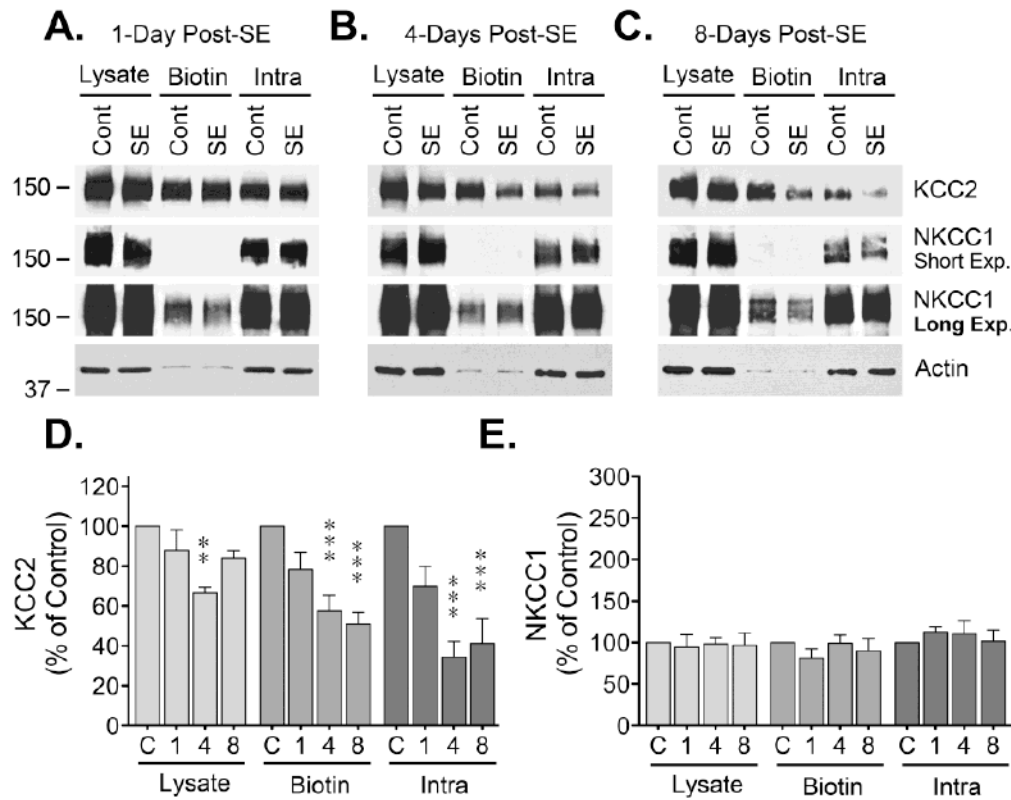 A. 1-Day Post-SE
B. 4-Days Post-SE
C. 8-Days Post-SE
Lysate Biotin Intra
Lysate Biotin Intra
Lysate Biotin Intra
Cont SE Cont SE Cont SE
Cont SE Cont SE Cont SE
Cont SE Cont SE Cont SE
150 –
KCC2
150 –
NKCC1
Short Exp.
150 –
NKCC1
Long Exp.
37 –
Actin
D.
KCC2
(% of Control)
120
100
80
60
40
20
0
**
***
***
***
***
C 1 4 8 C 1 4 8 C 1 4 8
Lysate Biotin Intra
E.
NKCC1
(% of Control)
300
250
200
150
100
50
0
C 1 4 8 C 1 4 8 C 1 4 8
Lysate Biotin Intra